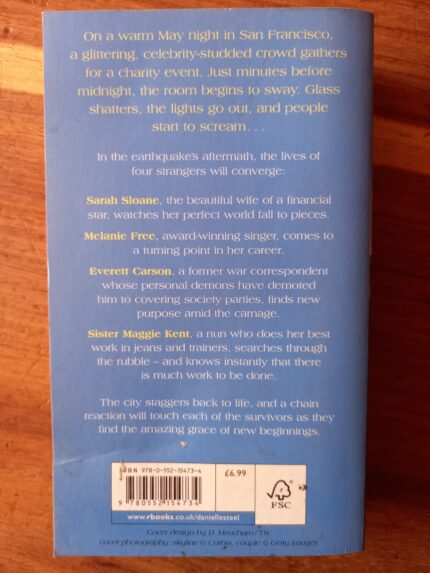 On a warm May night in San Francisco,
a glittering, celebrity-studded crowd gathers
for a charity event. Just minutes before
midnight, the room begins to sway. Glass
shatters, the lights go out, and people
start to scream . . .
In the earthquake's aftermath, the lives of
four strangers will converge:
Sarah Sloane, the beautiful wife of a financial
star, watches her perfect world fall to pieces.
Melanie Free, award-winning singer, comes to
a turning point in her career.
Everett Carson, a former war correspondent
whose personal demons have demoted
him to covering society parties, finds new
purpose amid the carnage.
Sister Maggie Kent, a nun who does her best
work in jeans and trainers, searches through
the rubble – and knows instantly that there
is much work to be done.
The city staggers back to life, and a chain
reaction will touch each of the survivors as they
find the amazing grace of new beginnings.
ISBN 978-0-552-15473-4
£6.99
9 780552 154734
FSC
www.rbooks.co.uk/daniellesteel
Cover design by D. Meacham/TW
cover photography: skyline © Corbis, couple © Getty Images